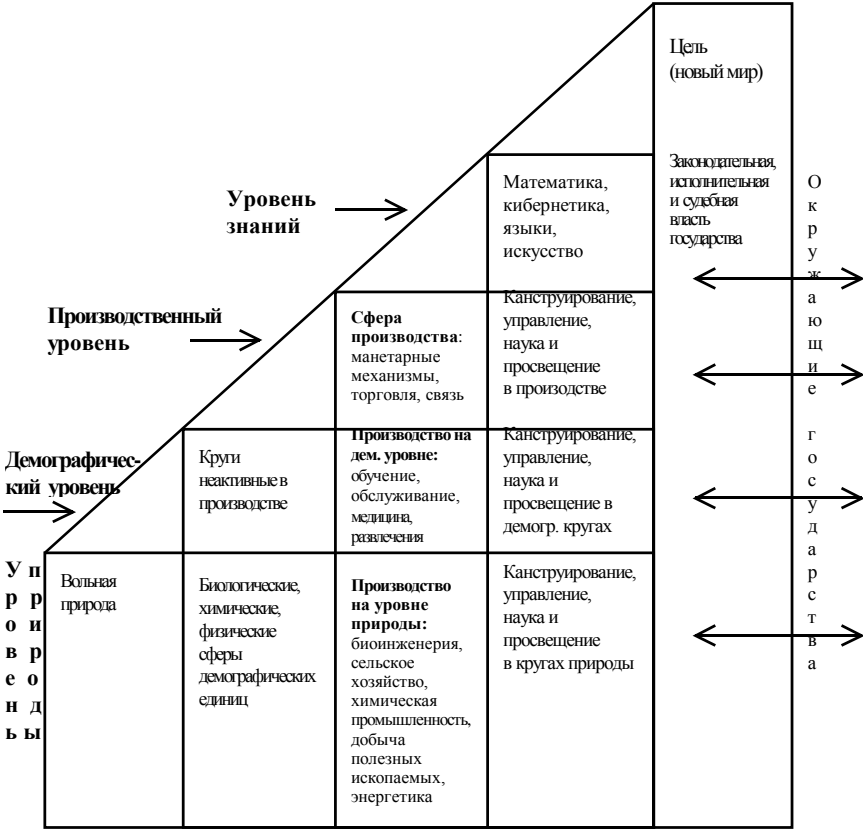 Цель
(новый мир)
Законодательная,
исполнительная
и судебная
власть
государства
Уровень
знаний
Математика,
кибернетика,
языки,
искусство
Производственный
уровень
Сфера
производства:
манетарные
механизмы,
торговля, связь
Канструирование,
управление,
наука и
просвещение
в произодстве
Демографичес-
кий уровень
Круги
неактивные в
производстве
Производство на
дем. уровне:
обучение,
обслуживание,
медицина,
развлечения
Канструирование,
управление,
наука и
просвещение в
демогр. кругах
Уровень
природы
Вольная
природа
Биологические,
химические,
физические
сферы
демографических
единиц
Производство
на уровне
природы:
биоинженерия,
сельское
хозяйство,
химическая
промышленность,
добыча
полезных
ископаемых,
энергетика
Канструирование,
управление,
наука и
просвещение
в кругах природы
Окружающие государства